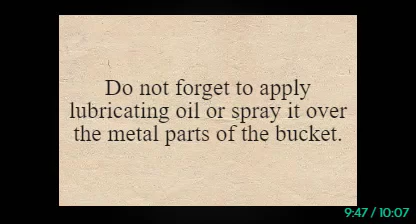 Do not forget to apply
lubricating oil or spray it over
the metal parts of the bucket.
9:47 / 10:07